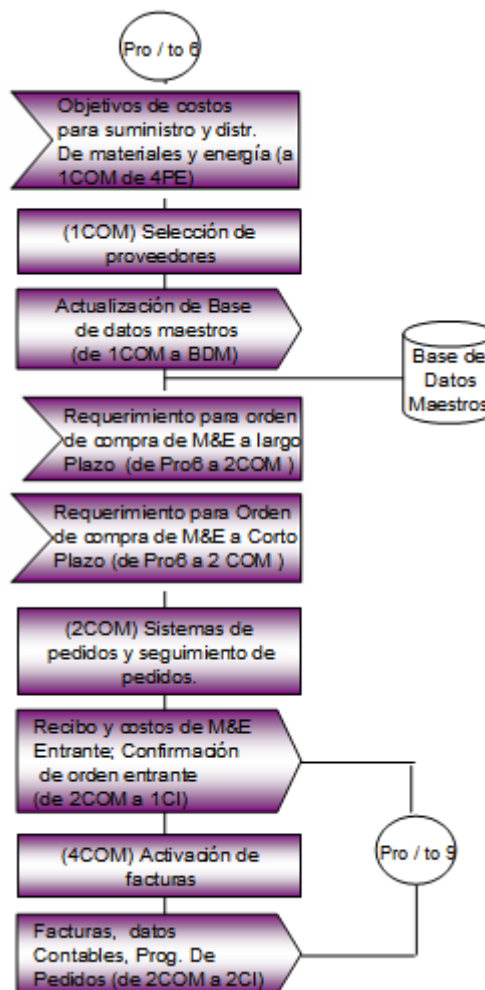 Pro / to 6
Objetivos de costos
para suministro y distr.
De materiales y energía (a
1COM de 4PE)
(1COM) Selección de
proveedores
Actualización de Base
de datos maestros
(de 1COM a BDM)
Base de
Datos
Maestros
Requerimiento para orden
de compra de M&E a largo
Plazo (de Pro6 a 2COM )
Requerimiento para Orden
de compra de M&E a Corto
Plazo (de Pro6 a 2 COM )
(2COM) Sistemas de
pedidos y seguimiento de
pedidos.
Recibo y costos de M&E
Entrante; Confirmación
de orden entrante
(de 2COM a 1CI)
(4COM) Activación de
facturas
Pro / to 9
Facturas, datos
Contables, Prog. De
Pedidos (de 2COM a 2CI)